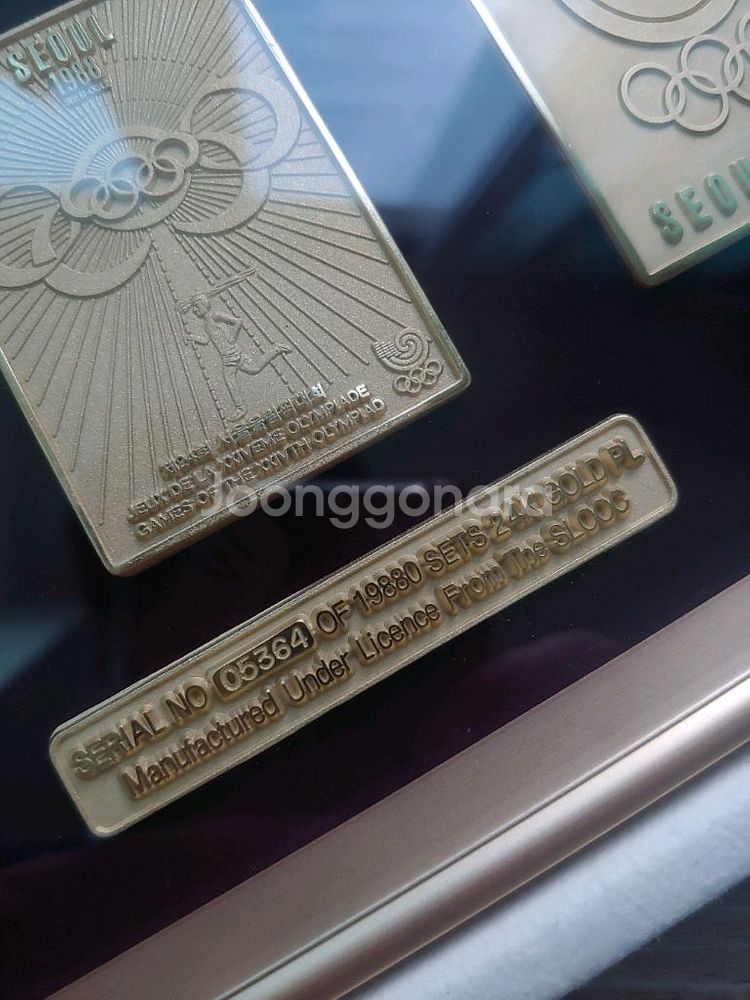 SEOUL
1988
제24회 서울올림픽대회
JEUX DE LA XXIVEME OLYMPIADE
GAMES OF THE XXIVTH OLYMPIAD
SEOU
Joonggonara
SERIAL NO 05364 OF 19880 SETS 24K GOLD PL
Manufactured Under Licence From The SLOOC